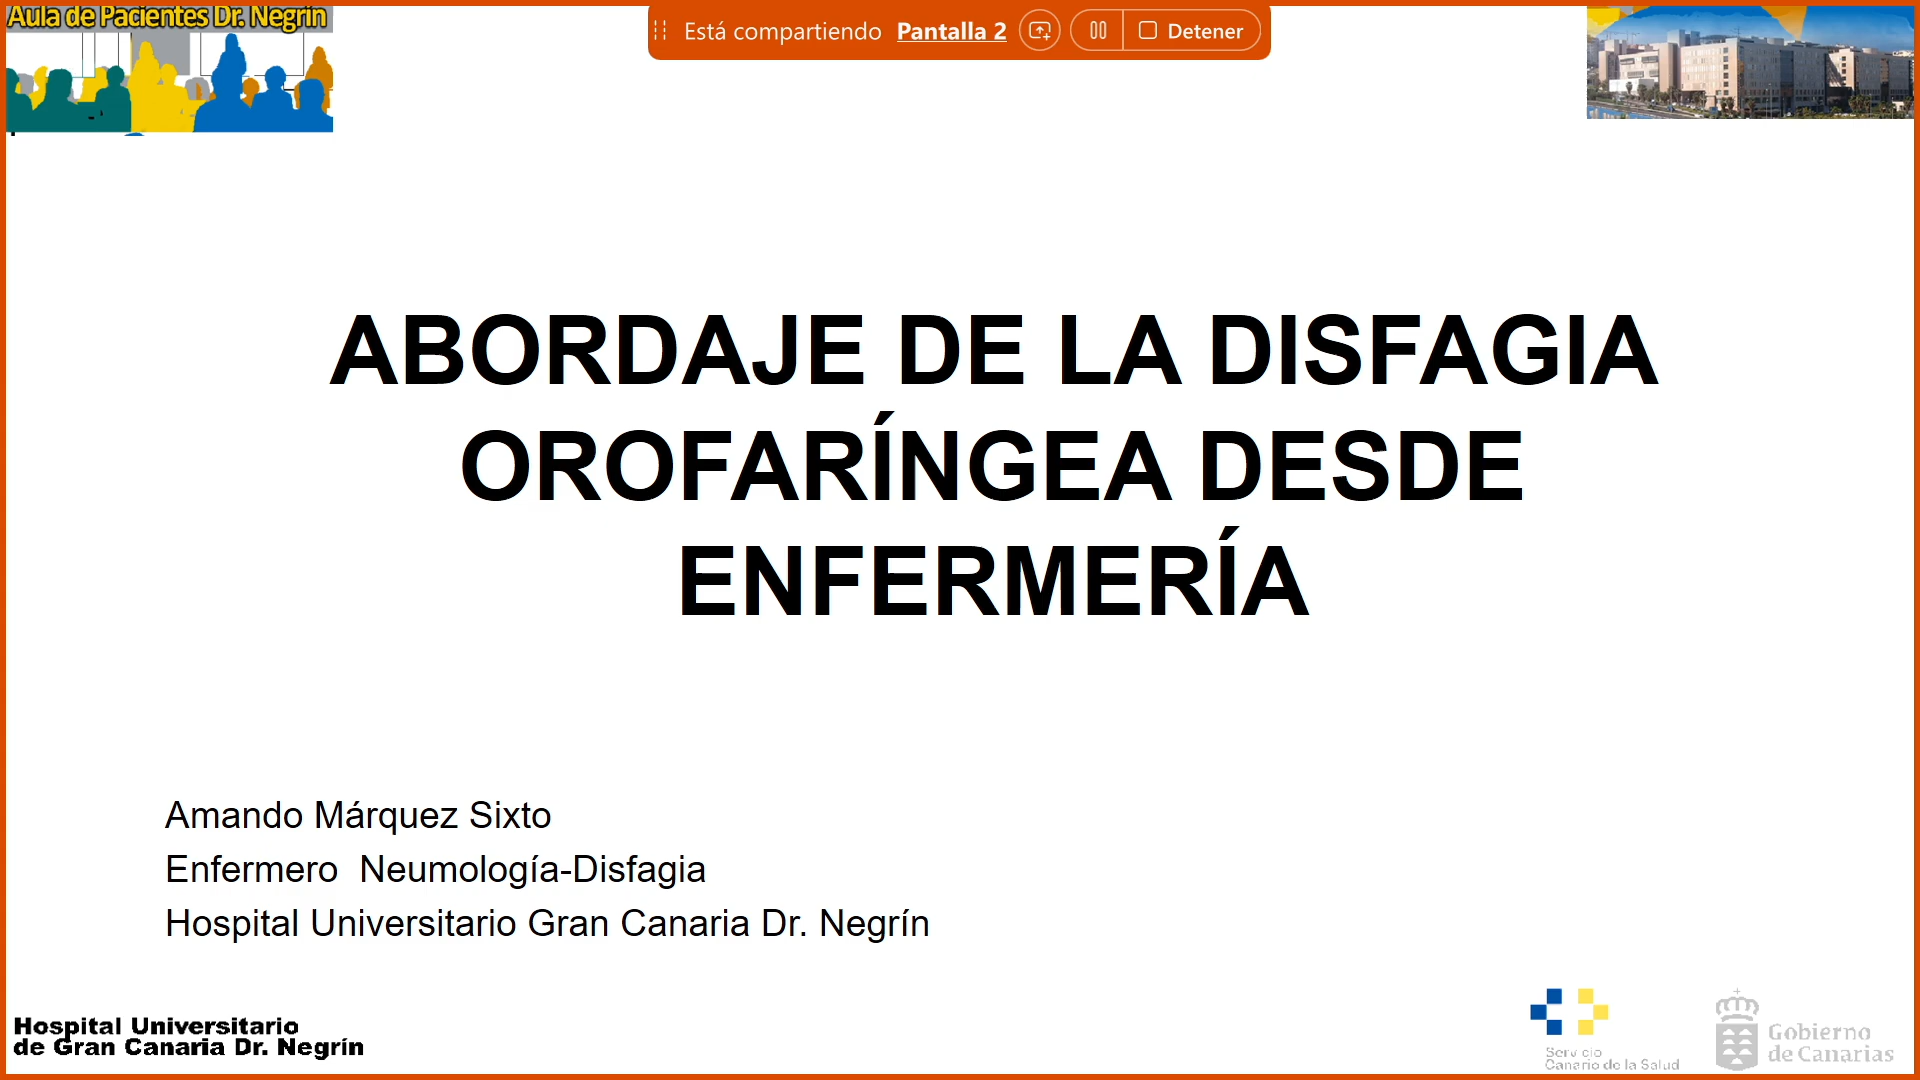 Aula de Pacientes Dr. Negrín
Está compartiendo Pantalla 2 Detener
ABORDAJE DE LA DISFAGIA
OROFARÍNGEA DESDE
ENFERMERÍA
Amando Márquez Sixto
Enfermero Neumología-Disfagia
Hospital Universitario Gran Canaria Dr. Negrín
Hospital Universitario
de Gran Canaria Dr. Negrín
Servicio
Canario de la Salud
Gobierno
de Canarias